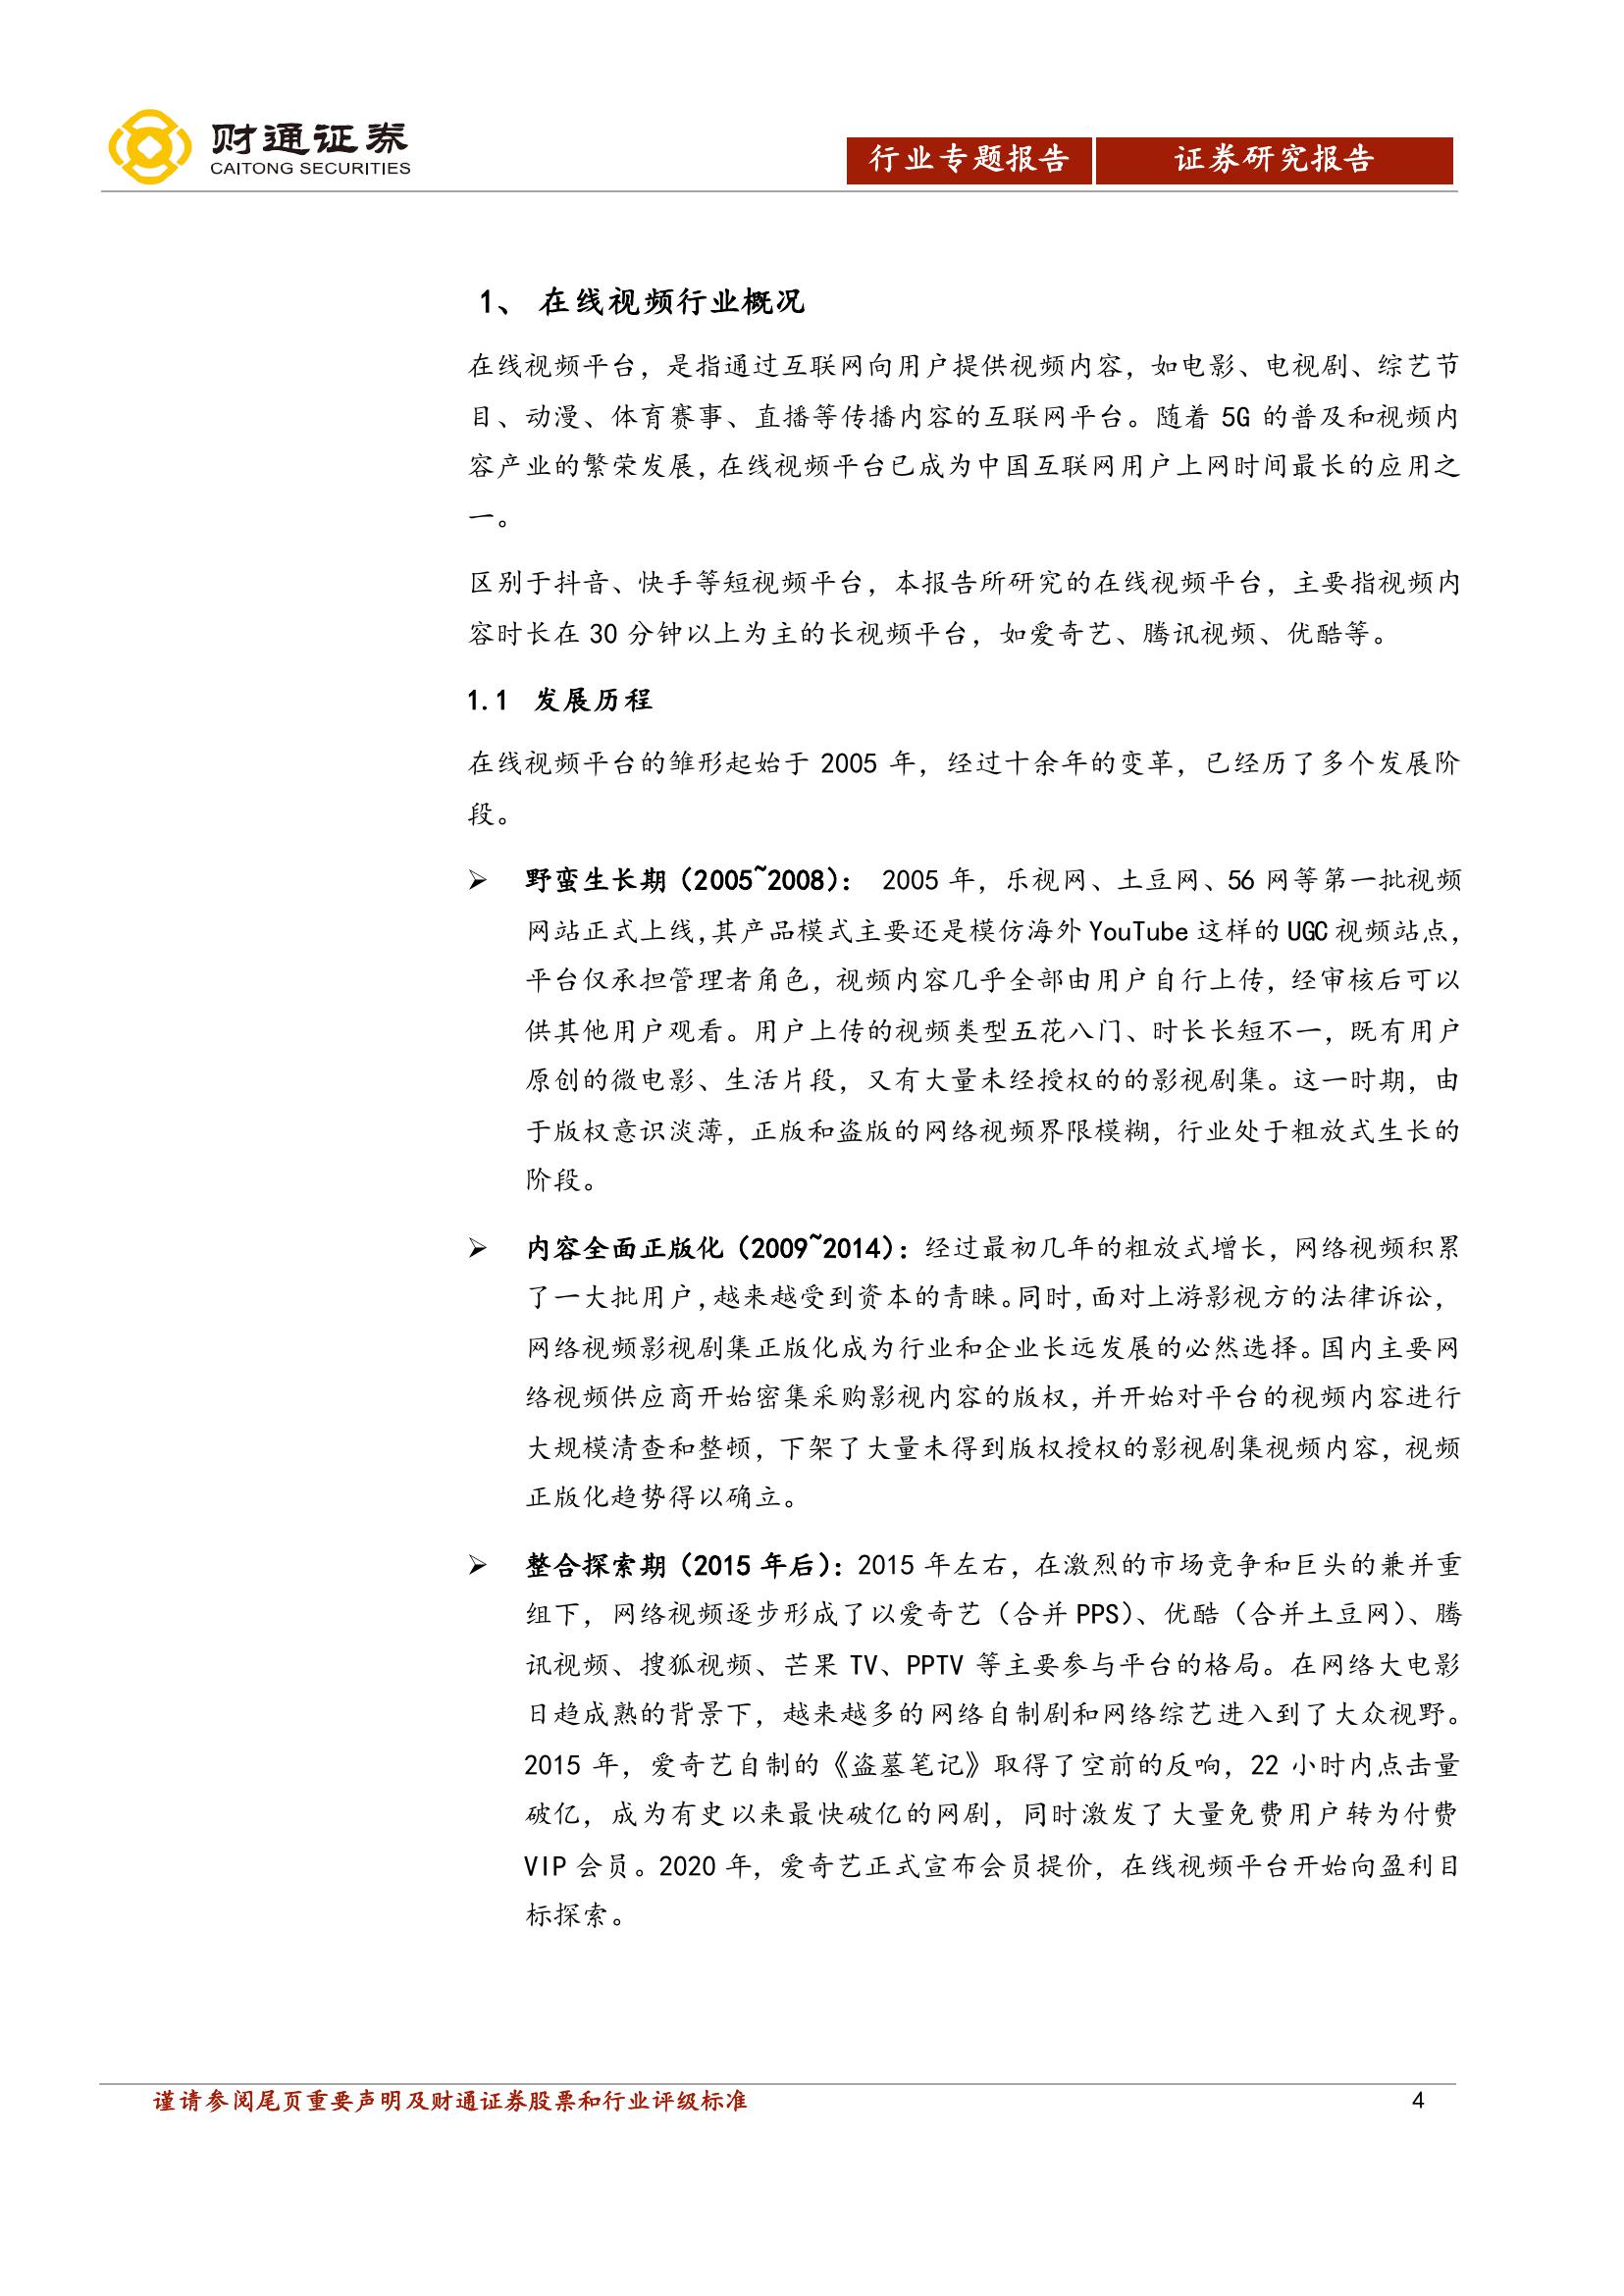 财通证券
CAITONG SECURITIES
行业专题报告 证券研究报告
1、 在线视频行业概况
在线视频平台，是指通过互联网向用户提供视频内容，如电影、电视剧、综艺节
目、动漫、体育赛事、直播等传播内容的互联网平台。随着 5G 的普及和视频内
容产业的繁荣发展，在线视频平台已成为中国互联网用户上网时间最长的应用之
一。
区别于抖音、快手等短视频平台，本报告所研究的在线视频平台，主要指视频内
容时长在 30 分钟以上为主的长视频平台，如爱奇艺、腾讯视频、优酷等。
1.1 发展历程
在线视频平台的雏形起始于 2005 年，经过十余年的变革，已经历了多个发展阶
段。
➢ 野蛮生长期（2005~2008）： 2005 年，乐视网、土豆网、56 网等第一批视频
网站正式上线，其产品模式主要还是模仿海外 YouTube 这样的 UGC 视频站点，
平台仅承担管理者角色，视频内容几乎全部由用户自行上传，经审核后可以
供其他用户观看。用户上传的视频类型五花八门、时长长短不一，既有用户
原创的微电影、生活片段，又有大量未经授权的的影视剧集。这一时期，由
于版权意识淡薄，正版和盗版的网络视频界限模糊，行业处于粗放式生长的
阶段。
➢ 内容全面正版化（2009~2014）：经过最初几年的粗放式增长，网络视频积累
了一大批用户，越来越受到资本的青睐。同时，面对上游影视方的法律诉讼，
网络视频影视剧集正版化成为行业和企业长远发展的必然选择。国内主要网
络视频供应商开始密集采购影视内容的版权，并开始对平台的视频内容进行
大规模清查和整顿，下架了大量未得到版权授权的影视剧集视频内容，视频
正版化趋势得以确立。
➢ 整合探索期（2015 年后）：2015 年左右，在激烈的市场竞争和巨头的兼并重
组下，网络视频逐步形成了以爱奇艺（合并 PPS）、优酷（合并土豆网）、腾
讯视频、搜狐视频、芒果 TV、PPTV 等主要参与平台的格局。在网络大电影
日趋成熟的背景下，越来越多的网络自制剧和网络综艺进入到了大众视野。
2015 年，爱奇艺自制的《盗墓笔记》取得了空前的反响，22 小时内点击量
破亿，成为有史以来最快破亿的网剧，同时激发了大量免费用户转为付费
VIP 会员。2020 年，爱奇艺正式宣布会员提价，在线视频平台开始向盈利目
标探索。
谨请参阅尾页重要声明及财通证券股票和行业评级标准 4